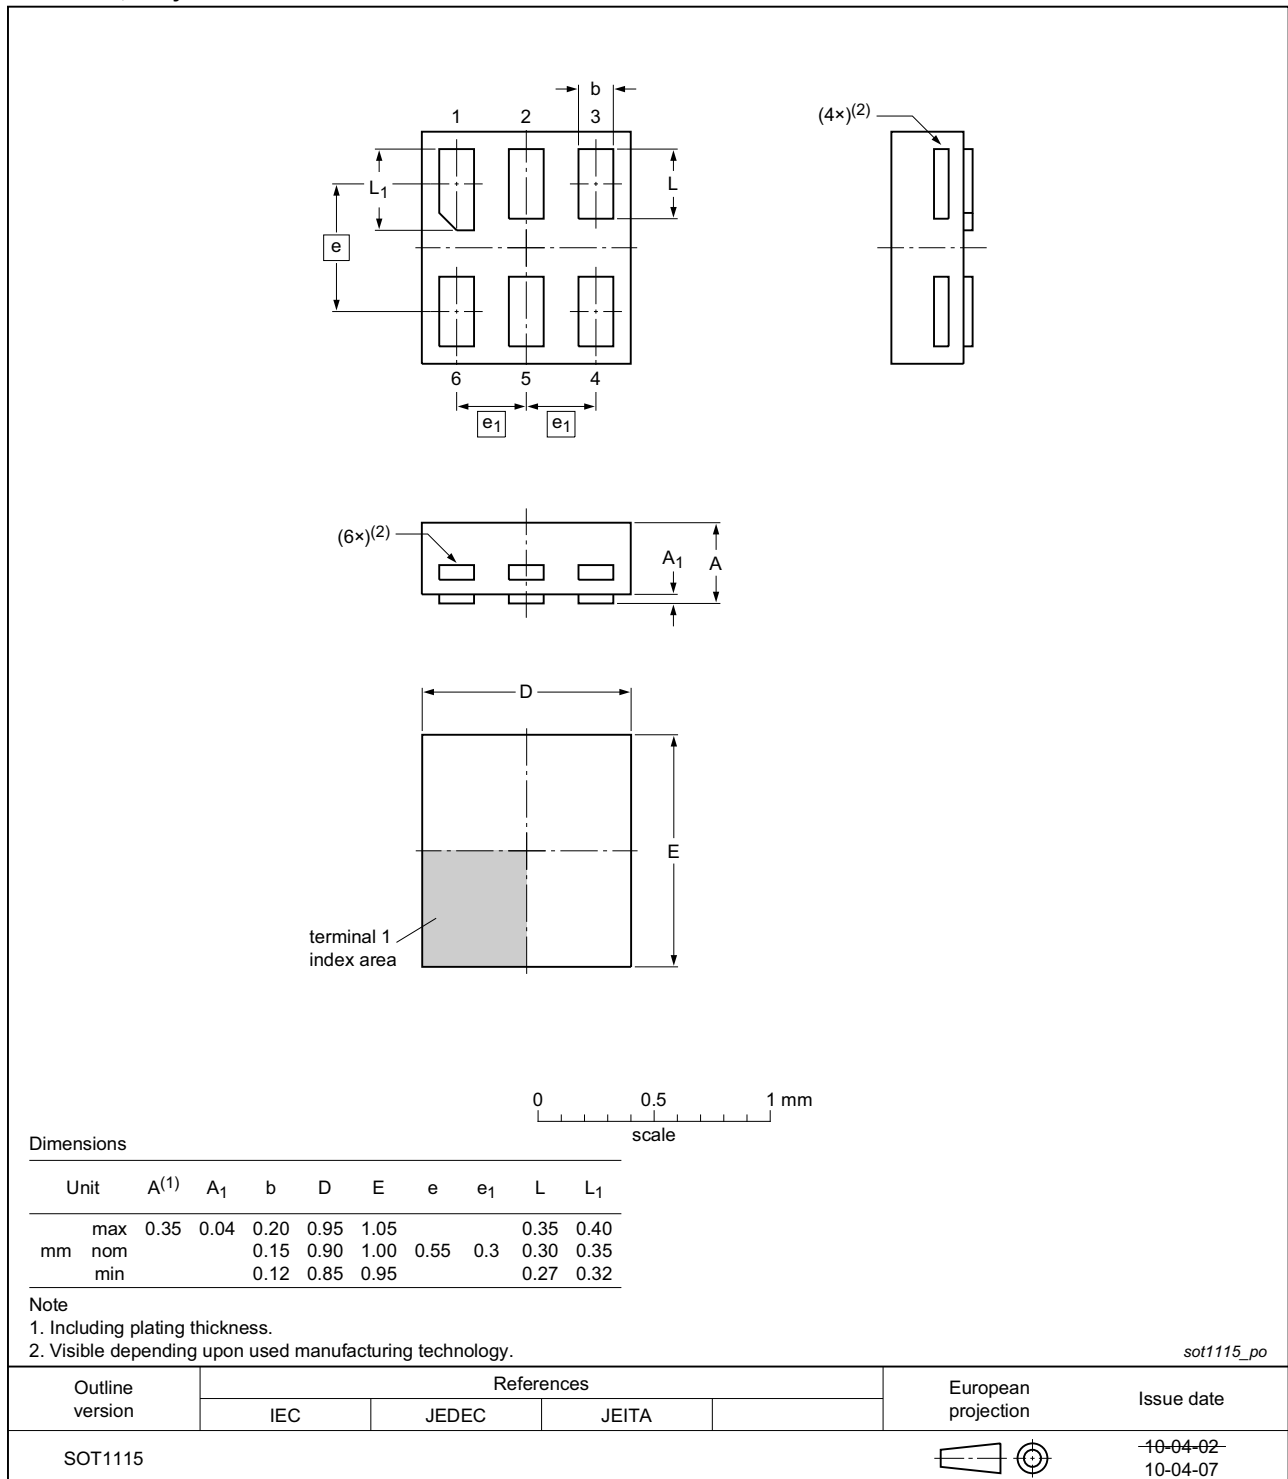 b
1 2 3
(4×)(2)
L1
L
e
6 5 4
e1 e1
(6×)(2)
A1 A
D
E
terminal 1
index area
0 0.5 1 mm
scale
Dimensions
Unit A(1) A1 b D E e e1 L L1
max 0.35 0.04 0.20 0.95 1.05 0.35 0.40
mm nom 0.15 0.90 1.00 0.55 0.3 0.30 0.35
min 0.12 0.85 0.95 0.27 0.32
Note
1. Including plating thickness.
2. Visible depending upon used manufacturing technology.
sot1115_po
Outline version References European projection Issue date
IEC JEDEC JEITA
SOT1115 10-04-02
10-04-07